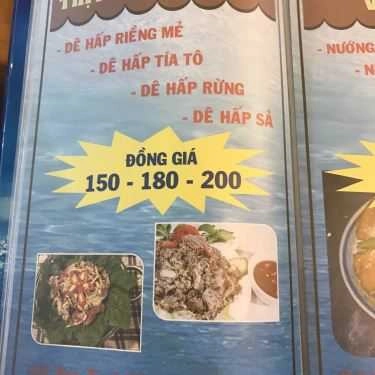 - DÊ HẤP RIỀNG MẺ
- DÊ HẤP TÍA TÔ
- DÊ HẤP RỪNG
- DÊ HẤP SẢ
ĐỒNG GIÁ
150 - 180 - 200
- NƯỚNG